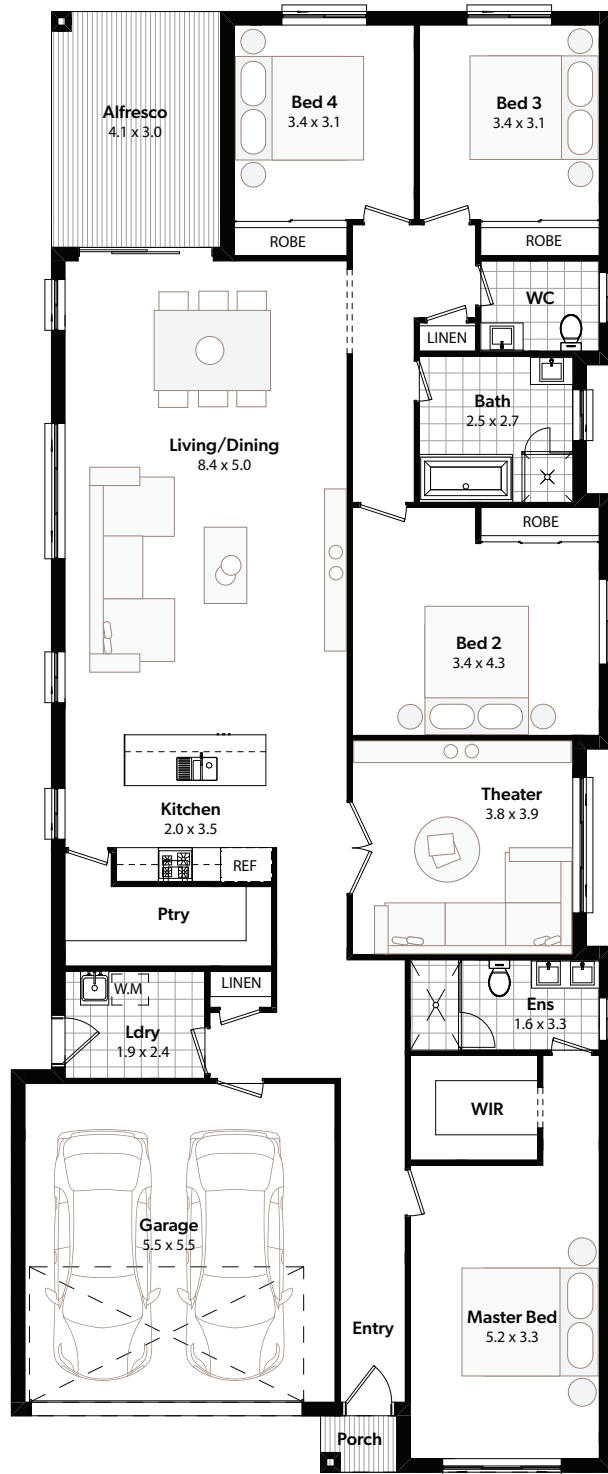 Alfresco
4.1 x 3.0
Bed 4
3.4 x 3.1
Bed 3
3.4 x 3.1
ROBE
ROBE
WC
LINEN
Bath
2.5 x 2.7
Living/Dining
8.4 x 5.0
ROBE
Bed 2
3.4 x 4.3
Kitchen
2.0 x 3.5
Theater
3.8 x 3.9
REF
Ptry
LINEN
W.M
Ldry
1.9 x 2.4
Ens
1.6 x 3.3
WIR
Garage
5.5 x 5.5
Master Bed
5.2 x 3.3
Entry
Porch